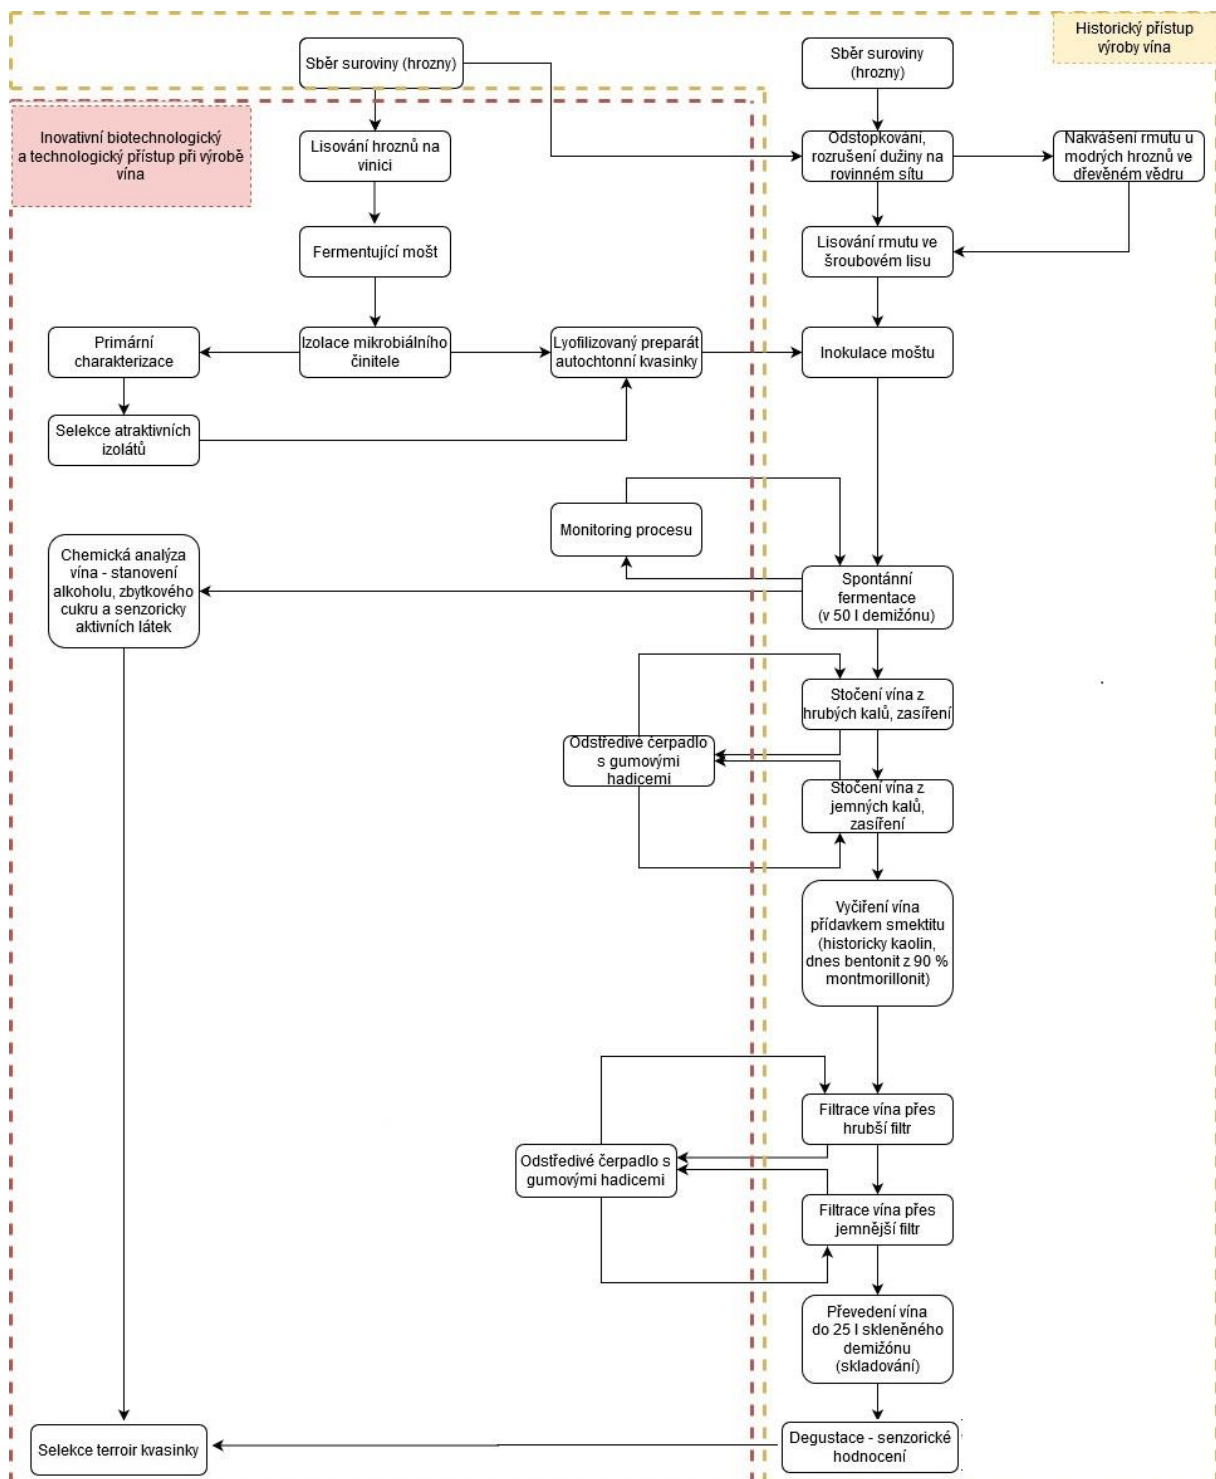 Historický přístup
výroby vína
Sběr suroviny (hrozny)
Sběr suroviny
(hrozny)
Inovativní biotechnologický
a technologický přístup při výrobě
vína
Lisování hroznů na
vinici
Odstopkování,
rozrušení dužiny na
rovinném sítu
Nakvášení rmutu u
modrých hroznů ve
dřevěném vědru
Fermentující mošt
Lisování rmutu ve
šroubovém lisu
Primární
charakterizace
Izolace mikrobiálního
činitele
Lyofilizovaný preparát
autochtonní kvasinky
Inokulace moštu
Selekce atraktivních
izolátů
Monitoring procesu
Chemická analýza
vína - stanovení
alkoholu, zbytkového
cukru a senzoricky
aktivních látek
Spontánní
fermentace
(v 50 l demižónu)
Stočení vína z
hrubých kalů, zasíření
Odstředivé čerpadlo
s gumovými
hadicemi
Stočení vína z
jemných kalů,
zasíření
Vyčiření vína
přídavkem smektitu
(historicky kaolin,
dnes bentonit z 90 %
montmorillonit)
Filtrace vína přes
hrubší filtr
Odstředivé čerpadlo s
gumovými hadicemi
Filtrace vína přes
jemnější filtr
Převedení vína
do 25 l skleněného
demižónu
(skladování)
Selekce terroir kvasinky
Degustace - senzorické
hodnocení